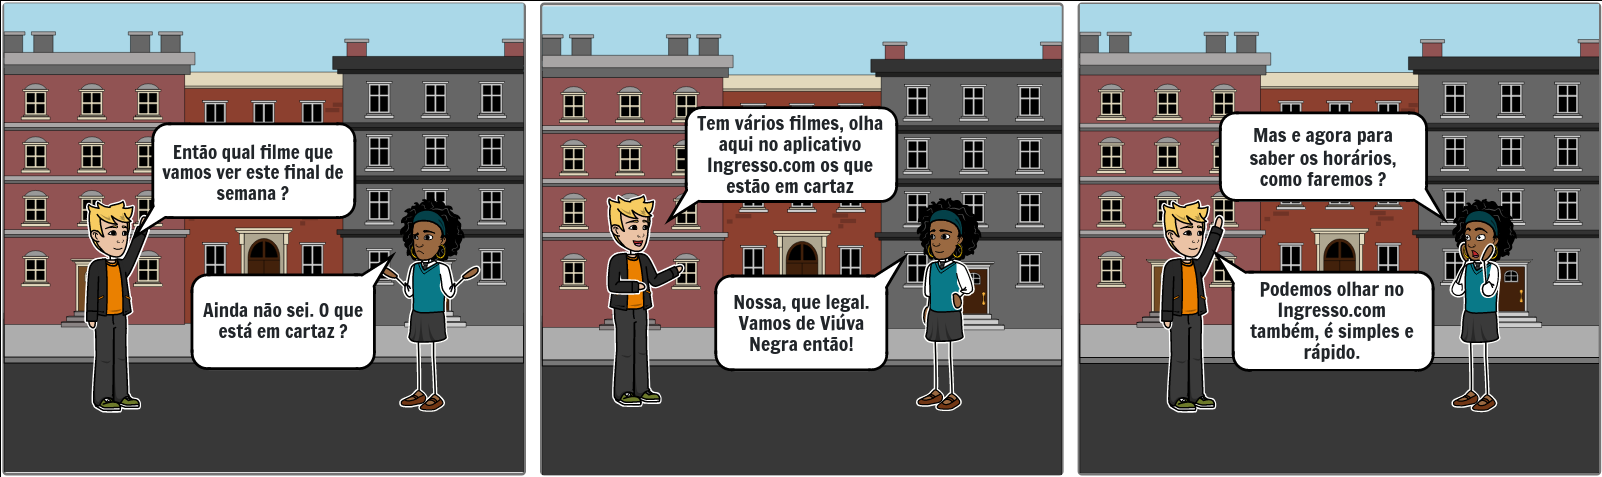 Então qual filme que
vamos ver este final de
semana ?
Ainda não sei. O que
está em cartaz ?
Tem vários filmes, olha
aqui no aplicativo
Ingresso.com os que
estão em cartaz
Nossa, que legal.
Vamos de Viúva
Negra então!
Mas e agora para
saber os horários,
como faremos ?
Podemos olhar no
Ingresso.com
também, é simples e
rápido.